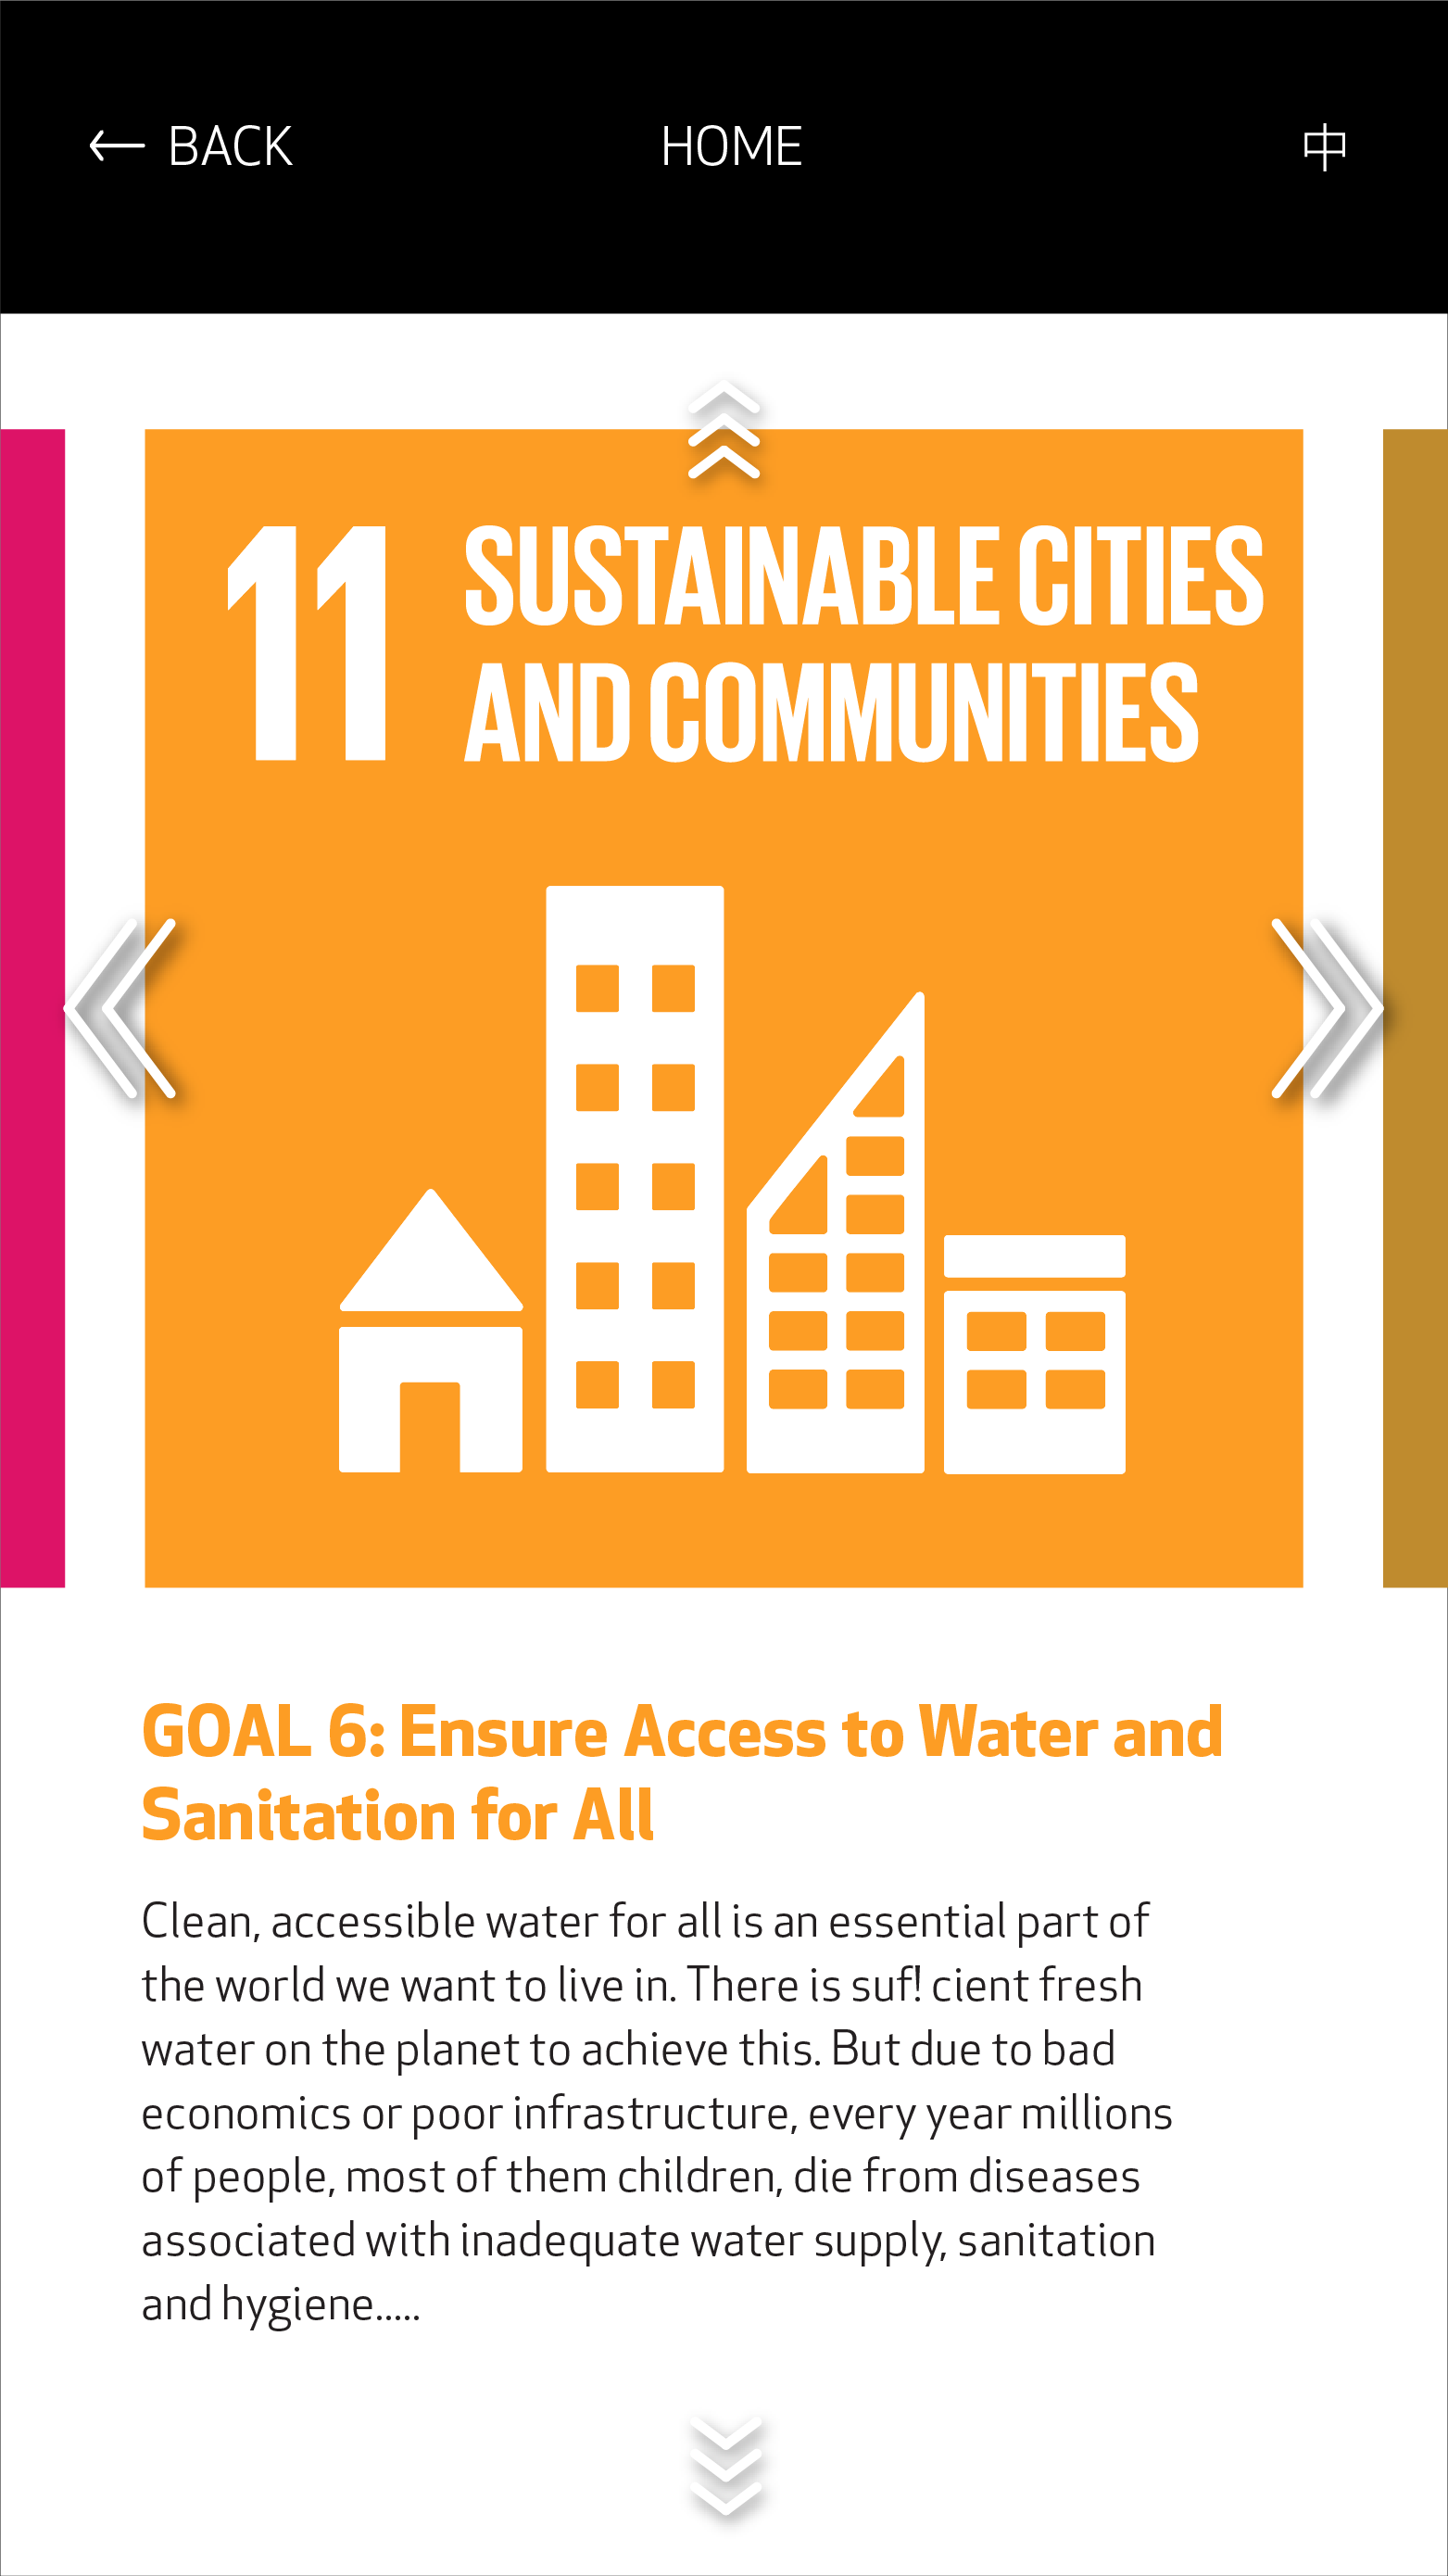 BACK
HOME
中
11
SUSTAINABLE CITIES
AND COMMUNITIES
GOAL 6: Ensure Access to Water and
Sanitation for All
Clean, accessible water for all is an essential part of
the world we want to live in. There is suf! cient fresh
water on the planet to achieve this. But due to bad
economics or poor infrastructure, every year millions
of people, most of them children, die from diseases
associated with inadequate water supply, sanitation
and hygiene.....